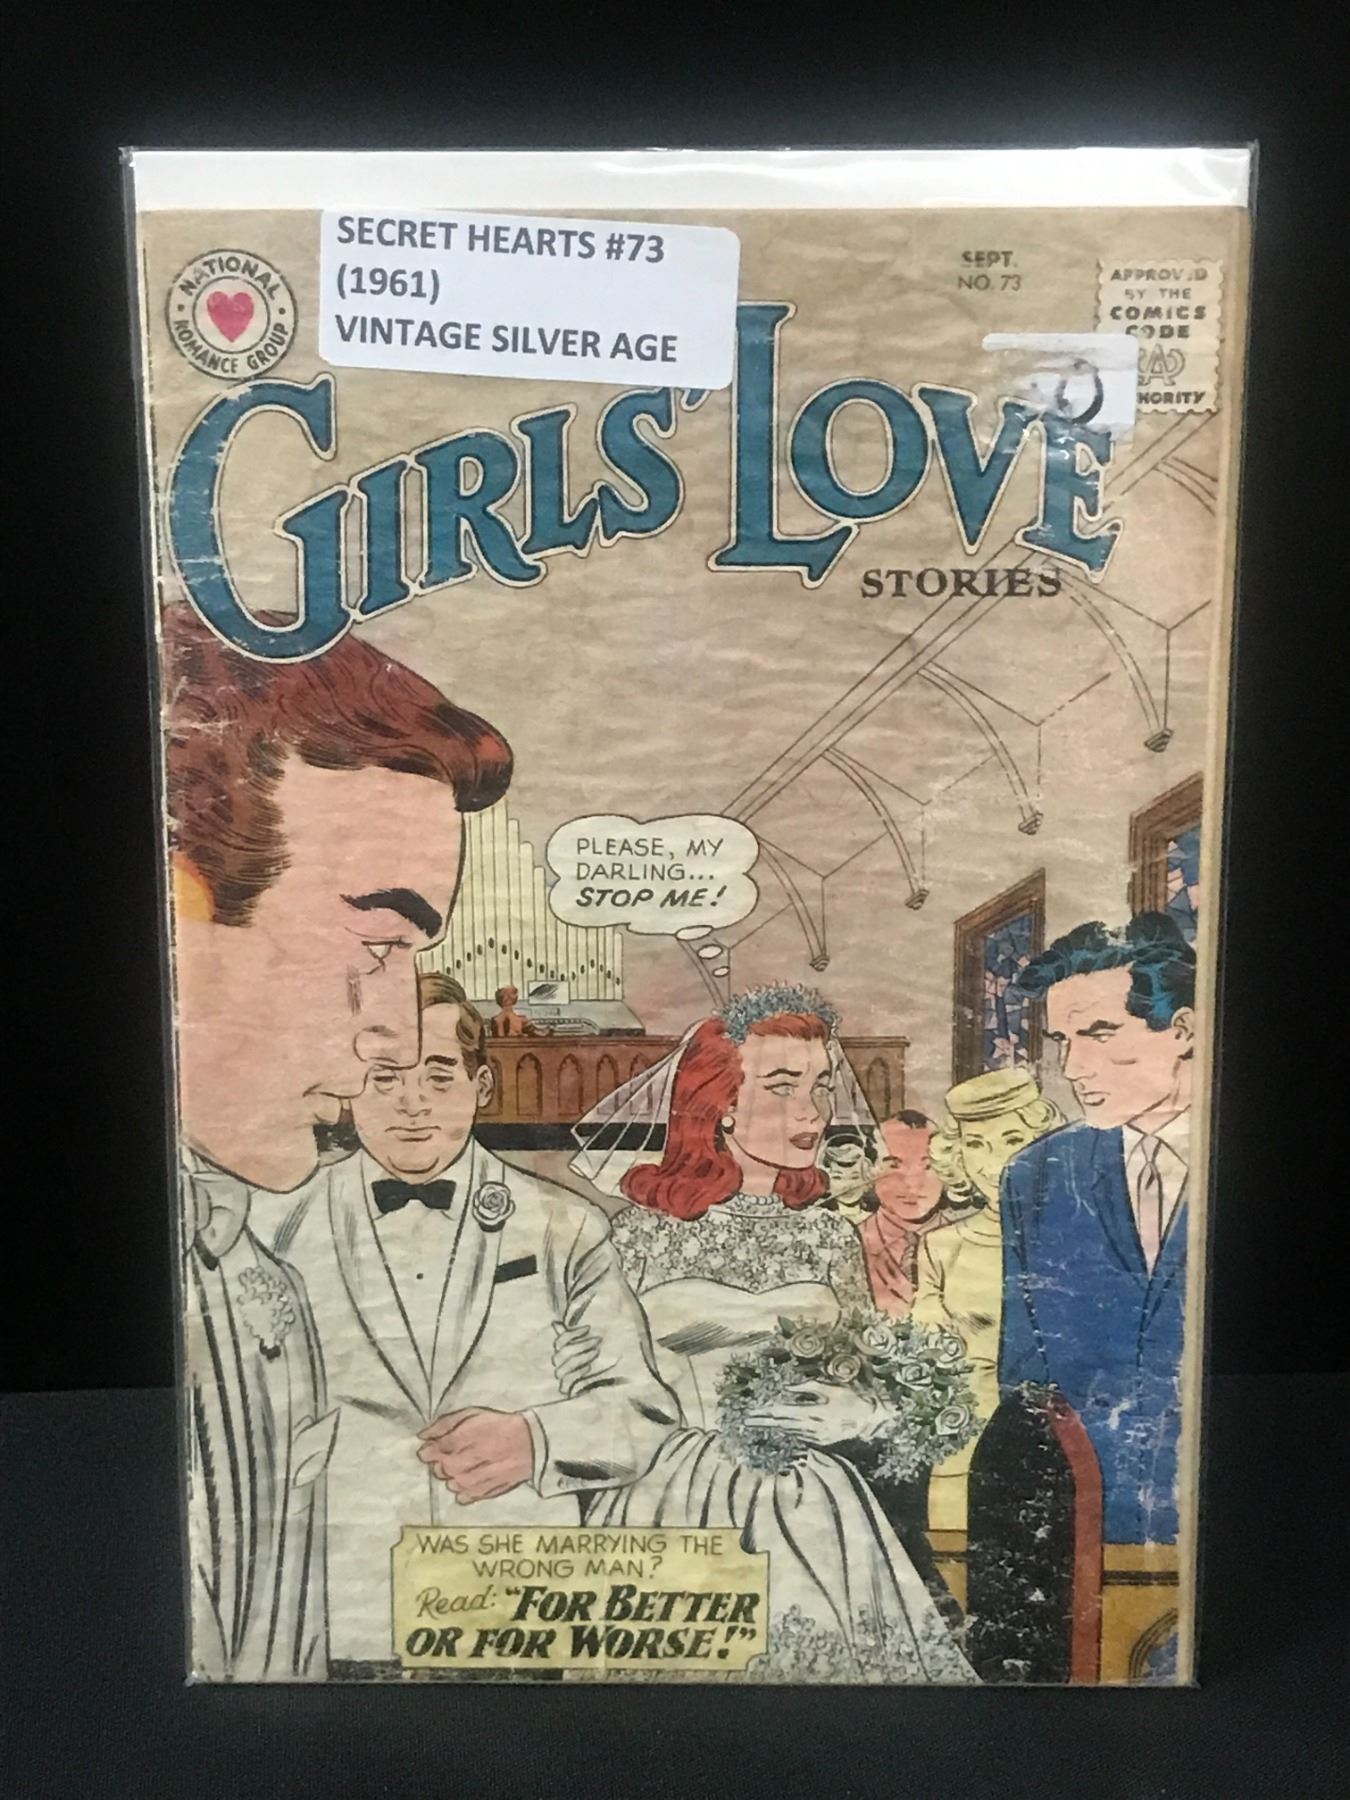 SECRET HEARTS #73
(1961)
VINTAGE SILVER AGE
NATIONAL
ROMANCE GROUP
SEPT.
NO. 73
APPROVED
BY THE
COMICS
CODE
HORITY
GIRLS' LOVE
STORIES
PLEASE, MY
DARLING...
STOP ME!
WAS SHE MARRYING THE
WRONG MAN?
Read: "FOR BETTER
OR FOR WORSE!"